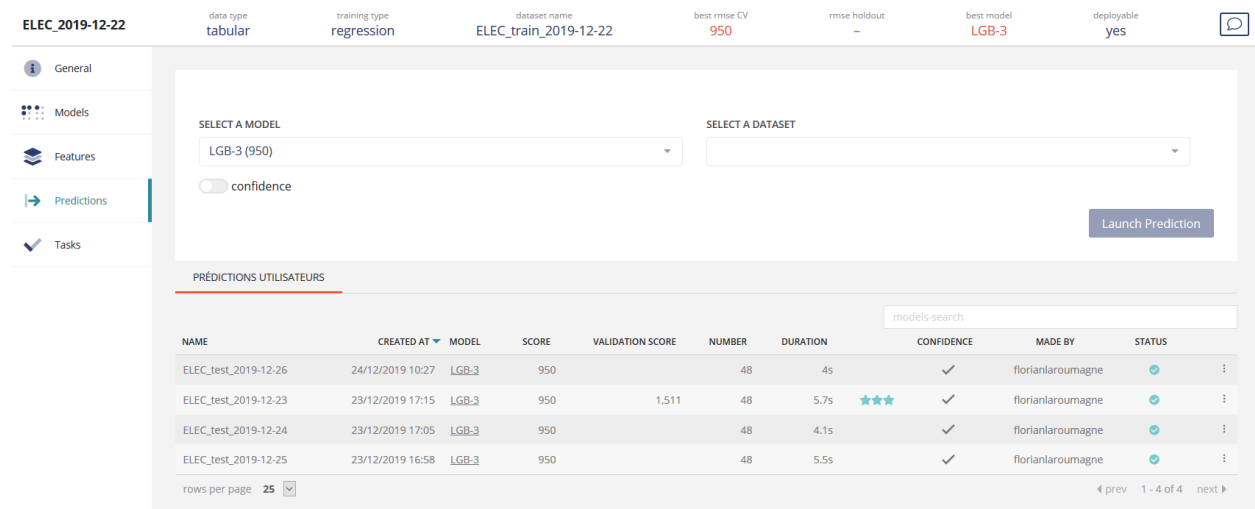 ELEC_2019-12-22
data type
tabular
training type
regression
dataset name
ELEC_train_2019-12-22
best rmse CV
950
rmse holdout
–
best model
LGB-3
deployable
yes
General
Models
Features
Predictions
Tasks
SELECT A MODEL
LGB-3 (950)
confidence
SELECT A DATASET
Launch Prediction
PRÉDICTIONS UTILISATEURS
models-search
NAME CREATED AT MODEL SCORE VALIDATION SCORE NUMBER DURATION CONFIDENCE MADE BY STATUS
ELEC_test_2019-12-26 24/12/2019 10:27 LGB-3 950 48 4s florianlaroumagne
ELEC_test_2019-12-23 23/12/2019 17:15 LGB-3 950 1,511 48 5.7s florianlaroumagne
ELEC_test_2019-12-24 23/12/2019 17:05 LGB-3 950 48 4.1s florianlaroumagne
ELEC_test_2019-12-25 23/12/2019 16:58 LGB-3 950 48 5.5s florianlaroumagne
rows per page 25 prev 1 - 4 of 4 next